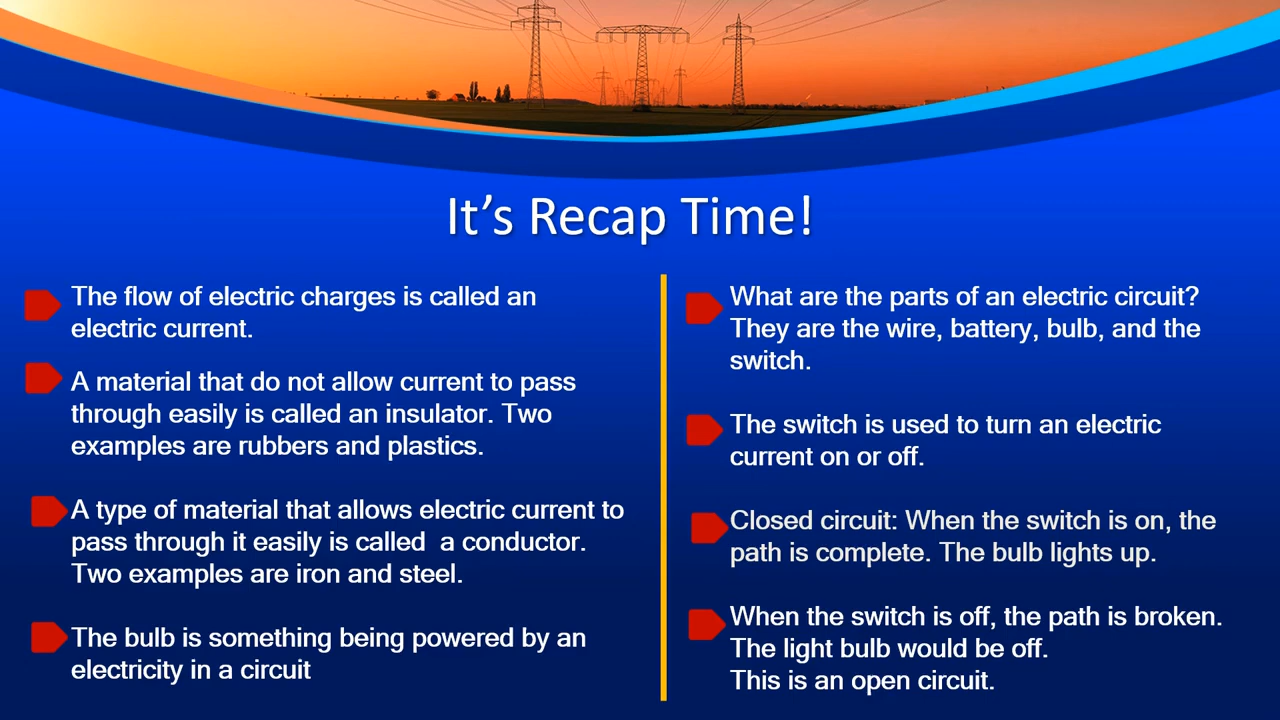 It’s Recap Time!
The flow of electric charges is called an
electric current.
A material that do not allow current to pass
through easily is called an insulator. Two
examples are rubbers and plastics.
A type of material that allows electric current to
pass through it easily is called  a conductor.
Two examples are iron and steel.
The bulb is something being powered by an
electricity in a circuit
What are the parts of an electric circuit?
They are the wire, battery, bulb, and the
switch.
The switch is used to turn an electric
current on or off.
Closed circuit: When the switch is on, the
path is complete. The bulb lights up.
When the switch is off, the path is broken.
The light bulb would be off.
This is an open circuit.